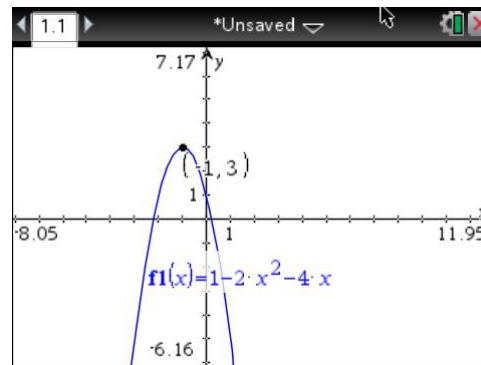 1.1 *Unsaved
7.17 y
(-1, 3)
1
-8.05 1 11.95
f1(x)=1-2·x²-4·x
-6.16